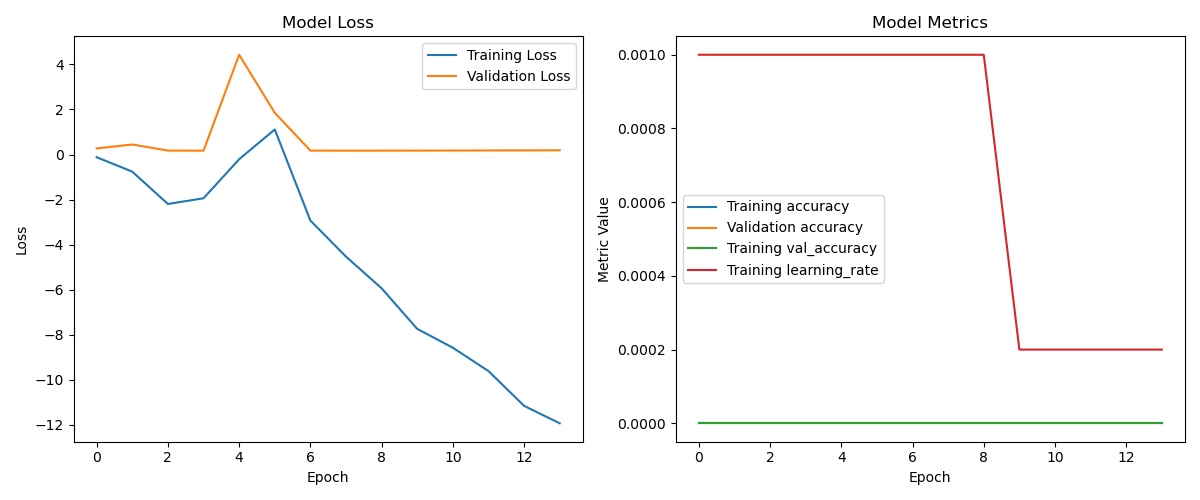 Model Loss
Training Loss
Validation Loss
4
2
0
−2
−4
−6
−8
−10
−12
Loss
0 2 4 6 8 10 12
Epoch
Model Metrics
0.0010
0.0008
0.0006
0.0004
0.0002
0.0000
Metric Value
Training accuracy
Validation accuracy
Training val_accuracy
Training learning_rate
0 2 4 6 8 10 12
Epoch